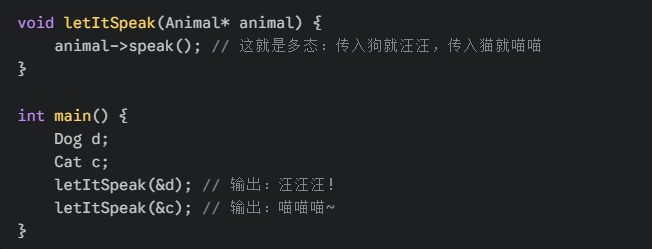 void letItSpeak(Animal* animal) {
    animal->speak(); // 这就是多态：传入狗就汪汪，传入猫就喵喵
}

int main() {
    Dog d;
    Cat c;
    letItSpeak(&d); // 输出：汪汪汪！
    letItSpeak(&c); // 输出：喵喵喵~
}